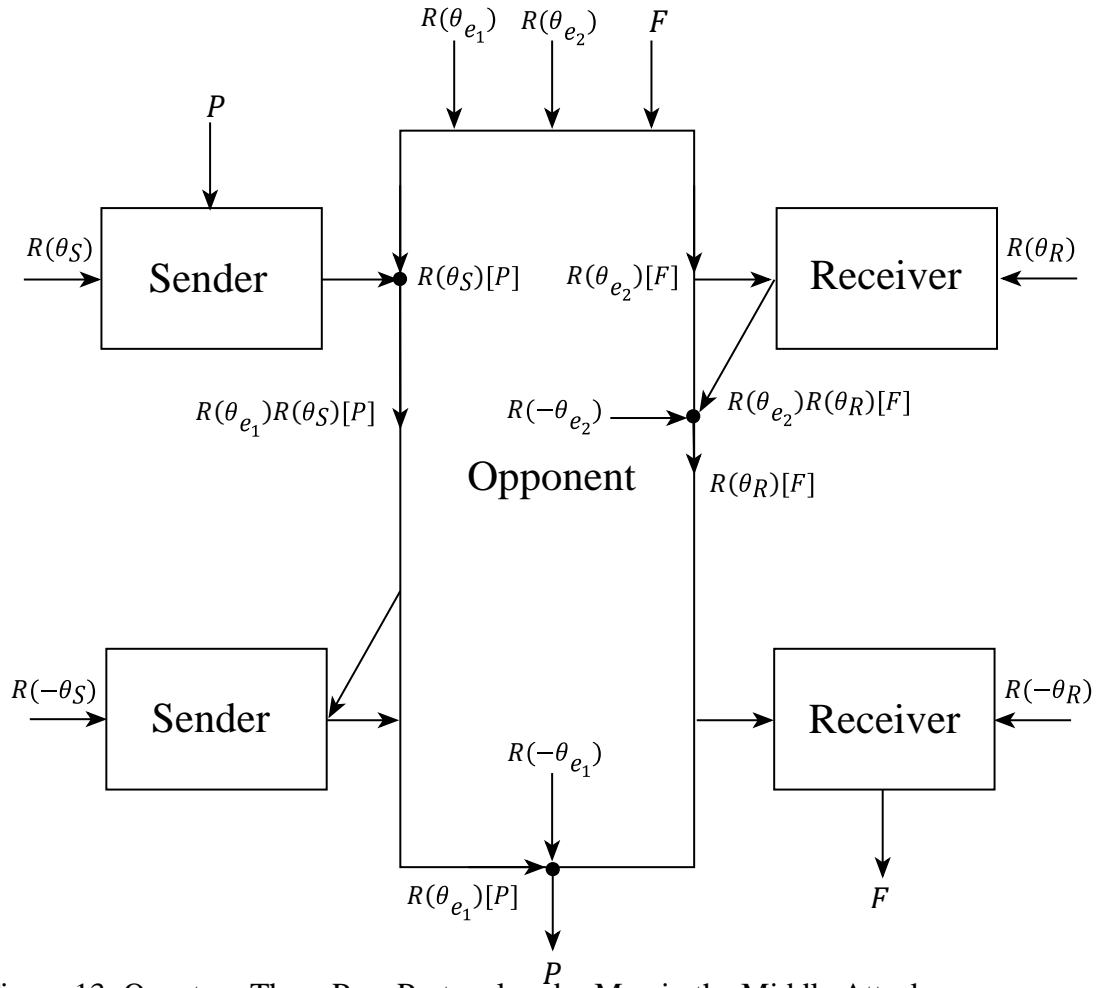 R(θe1)
R(θe2)
F
P
R(θS)
Sender
R(θS)[P]
R(θe2)[F]
Receiver
R(θR)
R(θe1)R(θS)[P]
R(−θe2)
R(θe2)R(θR)[F]
Opponent
R(θR)[F]
R(−θS)
Sender
R(−θe1)
Receiver
R(−θR)
R(θe1)[P]
F
P
13: Quantum Three Pass Protocol under Man in the Middle Attack